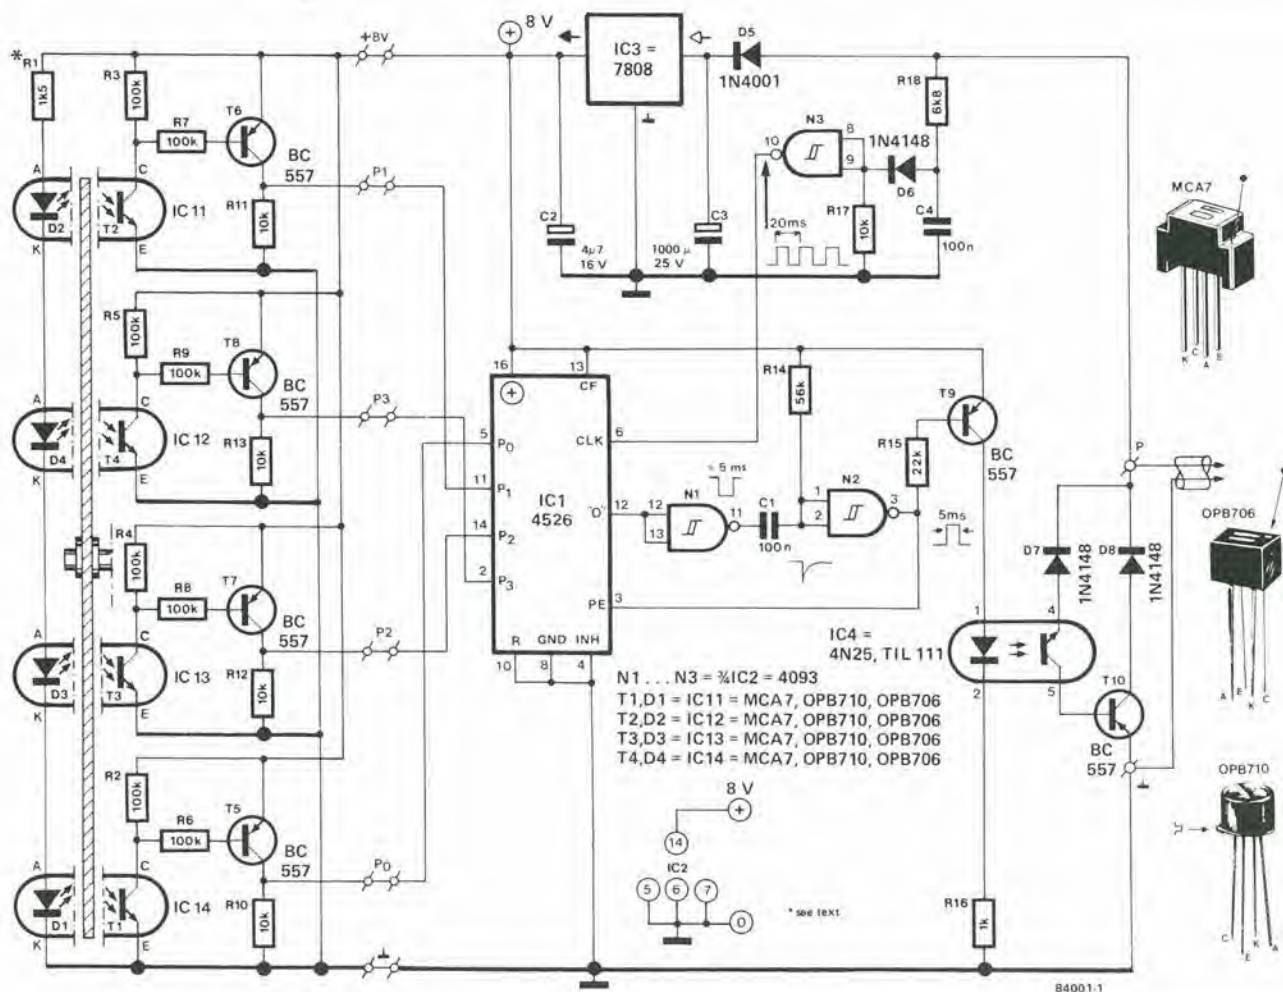 8 V
+8V
*
R1
1k5
R3
100k
R7
100k
T6
BC
557
P1
R11
10k
A
C
D2
T2
IC 11
K
E
IC3 =
7808
D5
1N4001
R18
6k8
N3
10
8
9
1N4148
D6
C2
4µ7
16 V
C3
1000 µ
25 V
20ms
R17
10k
C4
100n
MCA7
K
C
A
E
R5
100k
R9
100k
T8
BC
557
P3
R13
10k
A
C
D4
T4
IC 12
K
E
16
13
CF
CLK
6
5
P0
11
P1
14
P2
2
P3
IC1
4526
"0"
12
PE
3
R
GND
INH
10
8
4
12
13
N1
≈ 5 ms
11
C1
100n
R14
56k
1
2
N2
3
R15
22k
5ms
T9
BC
557
P
OPB706
A
E
K
C
R4
100k
R8
100k
T7
BC
557
P2
R12
10k
A
C
D3
T3
IC 13
K
E
D7
1N4148
D8
1N4148
IC4 =
4N25, TIL 111
1
4
2
5
T10
BC
557
N1 . . . N3 = ¾IC2 = 4093
T1,D1 = IC11 = MCA7, OPB710, OPB706
T2,D2 = IC12 = MCA7, OPB710, OPB706
T3,D3 = IC13 = MCA7, OPB710, OPB706
T4,D4 = IC14 = MCA7, OPB710, OPB706
OPB710
C
E
K
A
R2
100k
R6
100k
T5
BC
557
P0
R10
10k
A
C
D1
T1
IC 14
K
E
8 V
14
IC2
5
6
7
0
* see text
R16
1k
84001-1